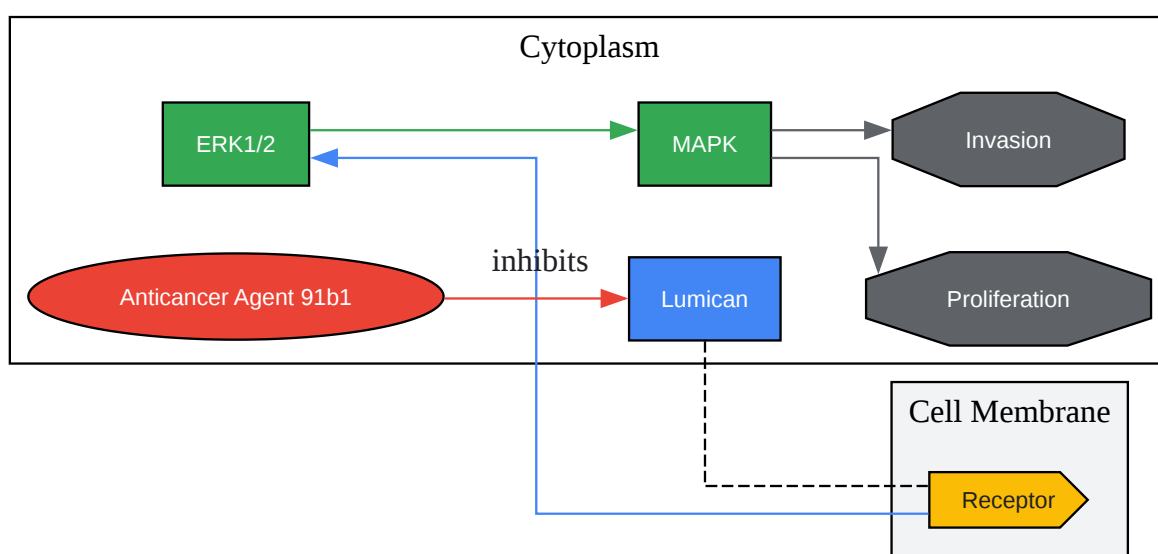 Cytoplasm
ERK1/2
MAPK
Invasion
inhibits
Anticancer Agent 91b1
Lumican
Proliferation
Cell Membrane
Receptor